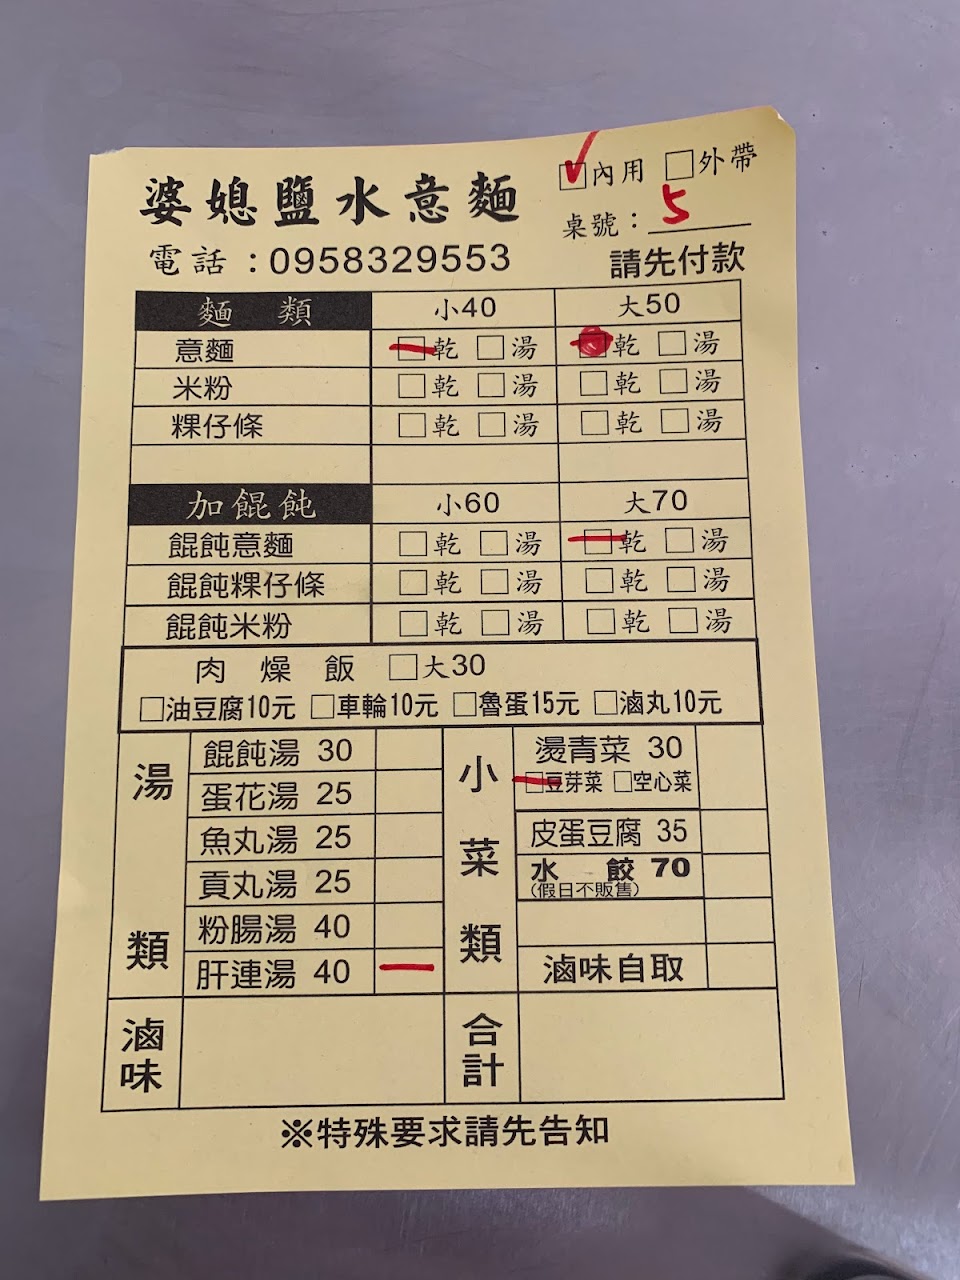 婆媳鹽水意麵
☑內用 □外帶
桌號：5
電話：0958329553
請先付款
麵類 小40 大50
意麵 □乾 □湯 □乾 □湯
米粉 □乾 □湯 □乾 □湯
粿仔條 □乾 □湯 □乾 □湯
加餛飩 小60 大70
餛飩意麵 □乾 □湯 □乾 □湯
餛飩粿仔條 □乾 □湯 □乾 □湯
餛飩米粉 □乾 □湯 □乾 □湯
肉燥飯 □大30
□油豆腐10元 □車輪10元 □魯蛋15元 □滷丸10元
湯類
餛飩湯 30
蛋花湯 25
魚丸湯 25
貢丸湯 25
粉腸湯 40
肝連湯 40 一
小菜類
燙青菜 30
□豆芽菜 □空心菜
皮蛋豆腐 35
水餃 70
(假日不販售)
滷味自取
滷味
合計
※特殊要求請先告知